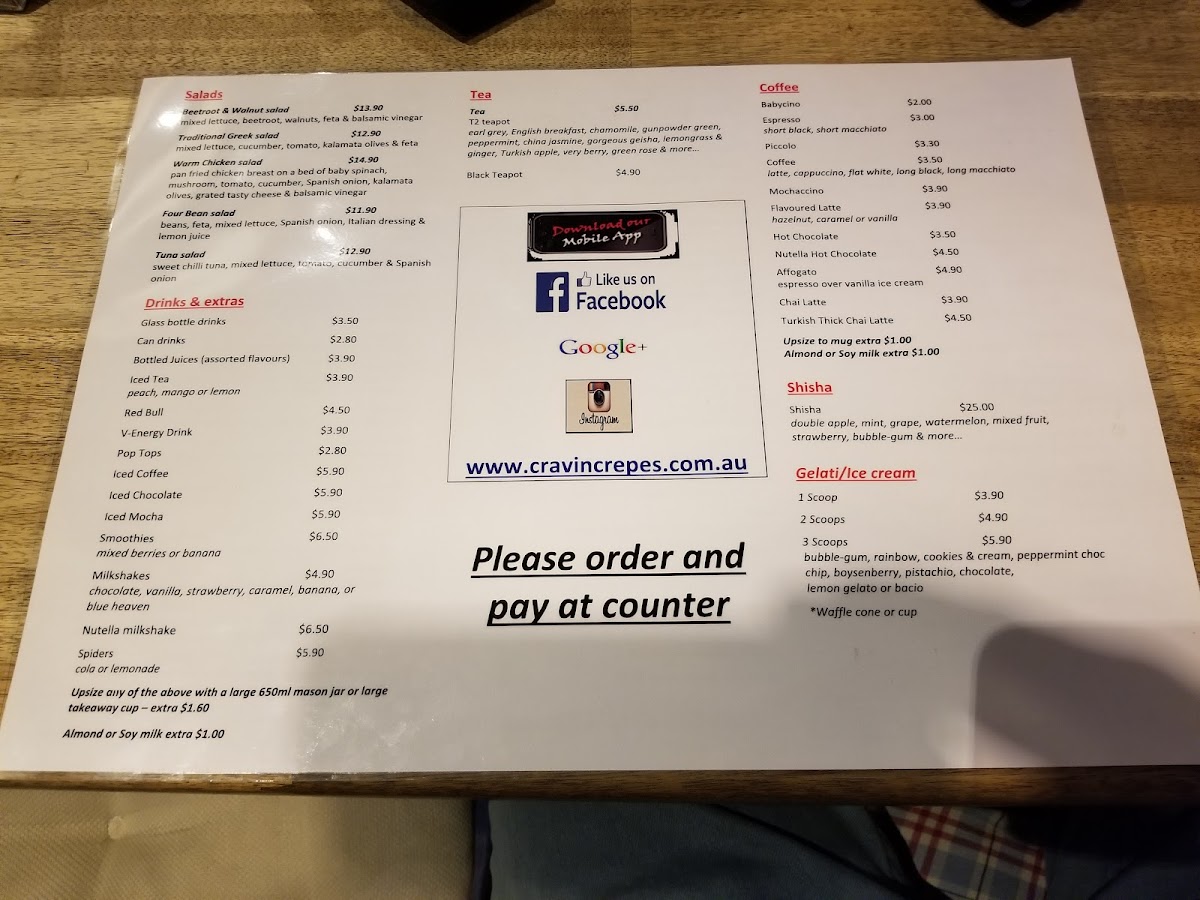 Salads
Beetroot & Walnut salad $13.90
mixed lettuce, beetroot, walnuts, feta & balsamic vinegar
Traditional Greek salad $12.90
mixed lettuce, cucumber, tomato, kalamata olives & feta
Warm Chicken salad $14.90
pan fried chicken breast on a bed of baby spinach,
mushroom, tomato, cucumber, Spanish onion, kalamata
olives, grated tasty cheese & balsamic vinegar
Four Bean salad $11.90
beans, feta, mixed lettuce, Spanish onion, Italian dressing &
lemon juice
Tuna salad $12.90
sweet chilli tuna, mixed lettuce, tomato, cucumber & Spanish
onion
Drinks & extras
Glass bottle drinks $3.50
Can drinks $2.80
Bottled Juices (assorted flavours) $3.90
Iced Tea $3.90
peach, mango or lemon
Red Bull $4.50
V-Energy Drink $3.90
Pop Tops $2.80
Iced Coffee $5.90
Iced Chocolate $5.90
Iced Mocha $5.90
Smoothies $6.50
mixed berries or banana
Milkshakes $4.90
chocolate, vanilla, strawberry, caramel, banana, or
blue heaven
Nutella milkshake $6.50
Spiders $5.90
cola or lemonade
Upsize any of the above with a large 650ml mason jar or large
takeaway cup – extra $1.60
Almond or Soy milk extra $1.00
Tea
Tea $5.50
T2 teapot
earl grey, English breakfast, chamomile, gunpowder green,
peppermint, china jasmine, gorgeous geisha, lemongrass &
ginger, Turkish apple, very berry, green rose & more...
Black Teapot $4.90
Download our
Mobile App
f Like us on
Facebook
Google+
Instagram
www.cravincrepes.com.au
Please order and
pay at counter
Coffee
Babycino $2.00
Espresso $3.00
short black, short macchiato
Piccolo $3.30
Coffee $3.50
latte, cappuccino, flat white, long black, long macchiato
Mochaccino $3.90
Flavoured Latte $3.90
hazelnut, caramel or vanilla
Hot Chocolate $3.50
Nutella Hot Chocolate $4.50
Affogato $4.90
espresso over vanilla ice cream
Chai Latte $3.90
Turkish Thick Chai Latte $4.50
Upsize to mug extra $1.00
Almond or Soy milk extra $1.00
Shisha
Shisha $25.00
double apple, mint, grape, watermelon, mixed fruit,
strawberry, bubble-gum & more...
Gelati/Ice cream
1 Scoop $3.90
2 Scoops $4.90
3 Scoops $5.90
bubble-gum, rainbow, cookies & cream, peppermint choc
chip, boysenberry, pistachio, chocolate,
lemon gelato or bacio
*Waffle cone or cup